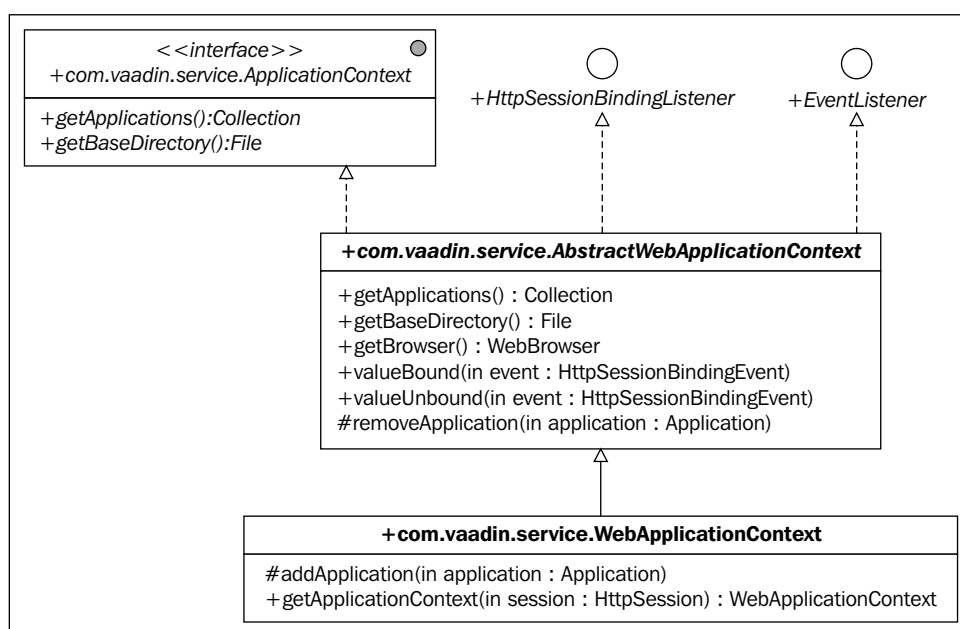 <<interface>>
+com.vaadin.service.ApplicationContext
+getApplications():Collection
+getBaseDirectory():File
+HttpSessionBindingListener
+EventListener
+com.vaadin.service.AbstractWebApplicationContext
+getApplications() : Collection
+getBaseDirectory() : File
+getBrowser() : WebBrowser
+valueBound(in event : HttpSessionBindingEvent)
+valueUnbound(in event : HttpSessionBindingEvent)
#removeApplication(in application : Application)
+com.vaadin.service.WebApplicationContext
#addApplication(in application : Application)
+getApplicationContext(in session : HttpSession) : WebApplicationContext